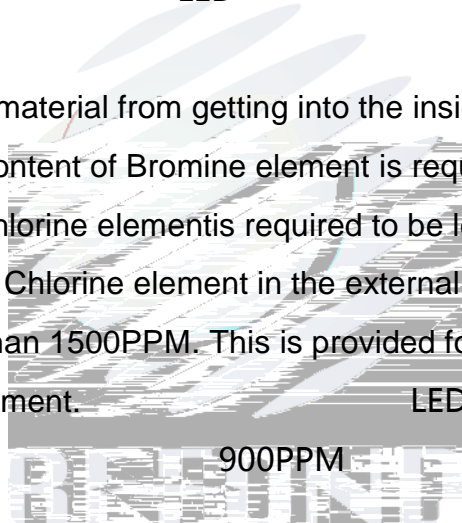 material from getting into the insi
ontent of Bromine element is requ
hlorine elementis required to be l
Chlorine element in the external
nan 1500PPM. This is provided fo
ment. LED
900PPM